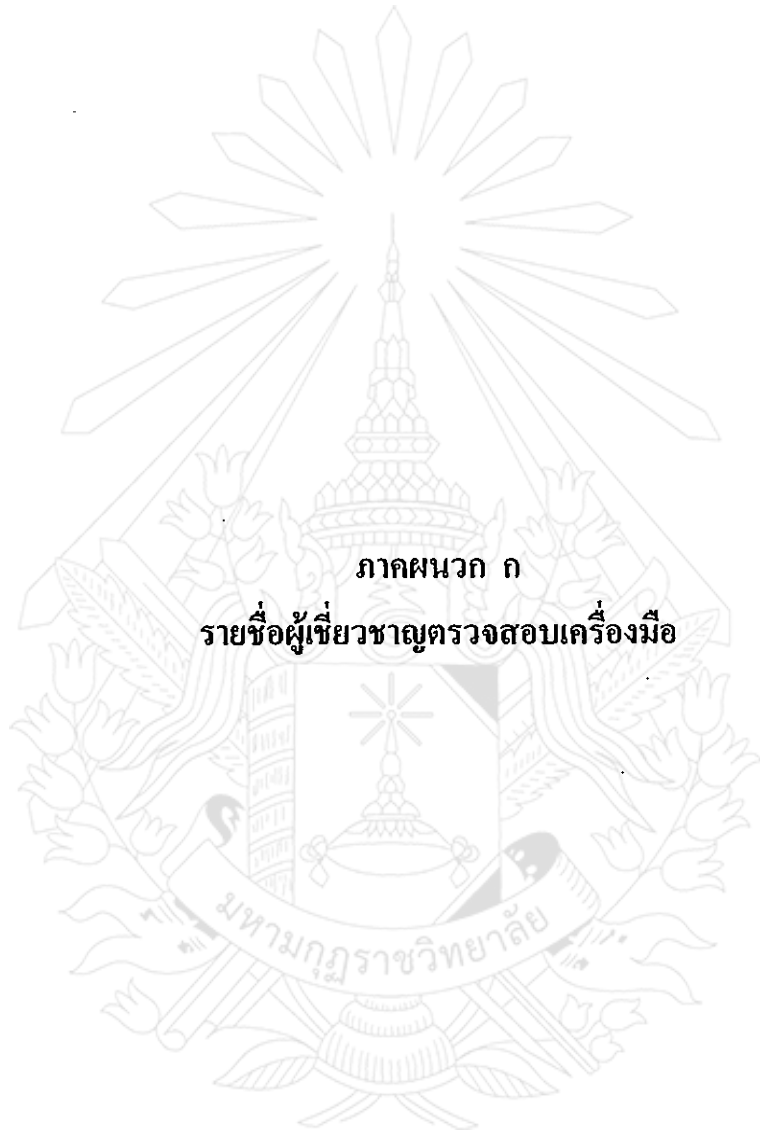 ภาคผนวก ก
รายชื่อผู้เชี่ยวชาญตรวจสอบเครื่องมือ
มหามกุฏราชวิทยาลัย